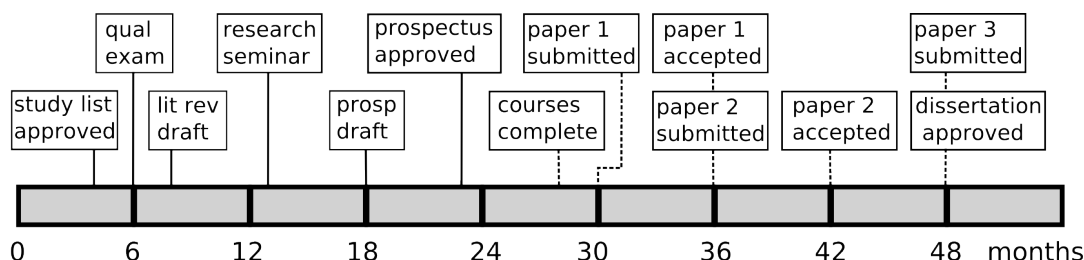 qual
exam
research
seminar
prospectus
approved
paper 1
submitted
paper 1
accepted
paper 3
submitted
study list
approved
lit rev
draft
prosp
draft
courses
complete
paper 2
submitted
paper 2
accepted
dissertation
approved
0 6 12 18 24 30 36 42 48 months